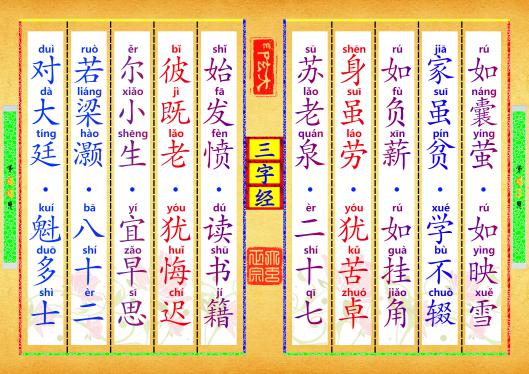 rú náng yíng rú yìng xuě
如囊萤·如映雪
jiā suī pín xué bù chuò
家虽贫·学不辍
rú fù xīn rú guà jiǎo
如负薪·如挂角
shēn suī láo yóu kǔ zhuó
身虽劳·犹苦卓
sū lǎo quán èr shí qī
苏老泉·二十七
三字经
shǐ fā fèn dú shū jí
始发愤·读书籍
bǐ jì lǎo yóu huǐ chí
彼既老·犹悔迟
ěr xiǎo shēng yí zǎo sī
尔小生·宜早思
ruò liáng hào bā shí èr
若梁灏·八十二
duì dà tíng kuí duō shì
对大廷·魁多士